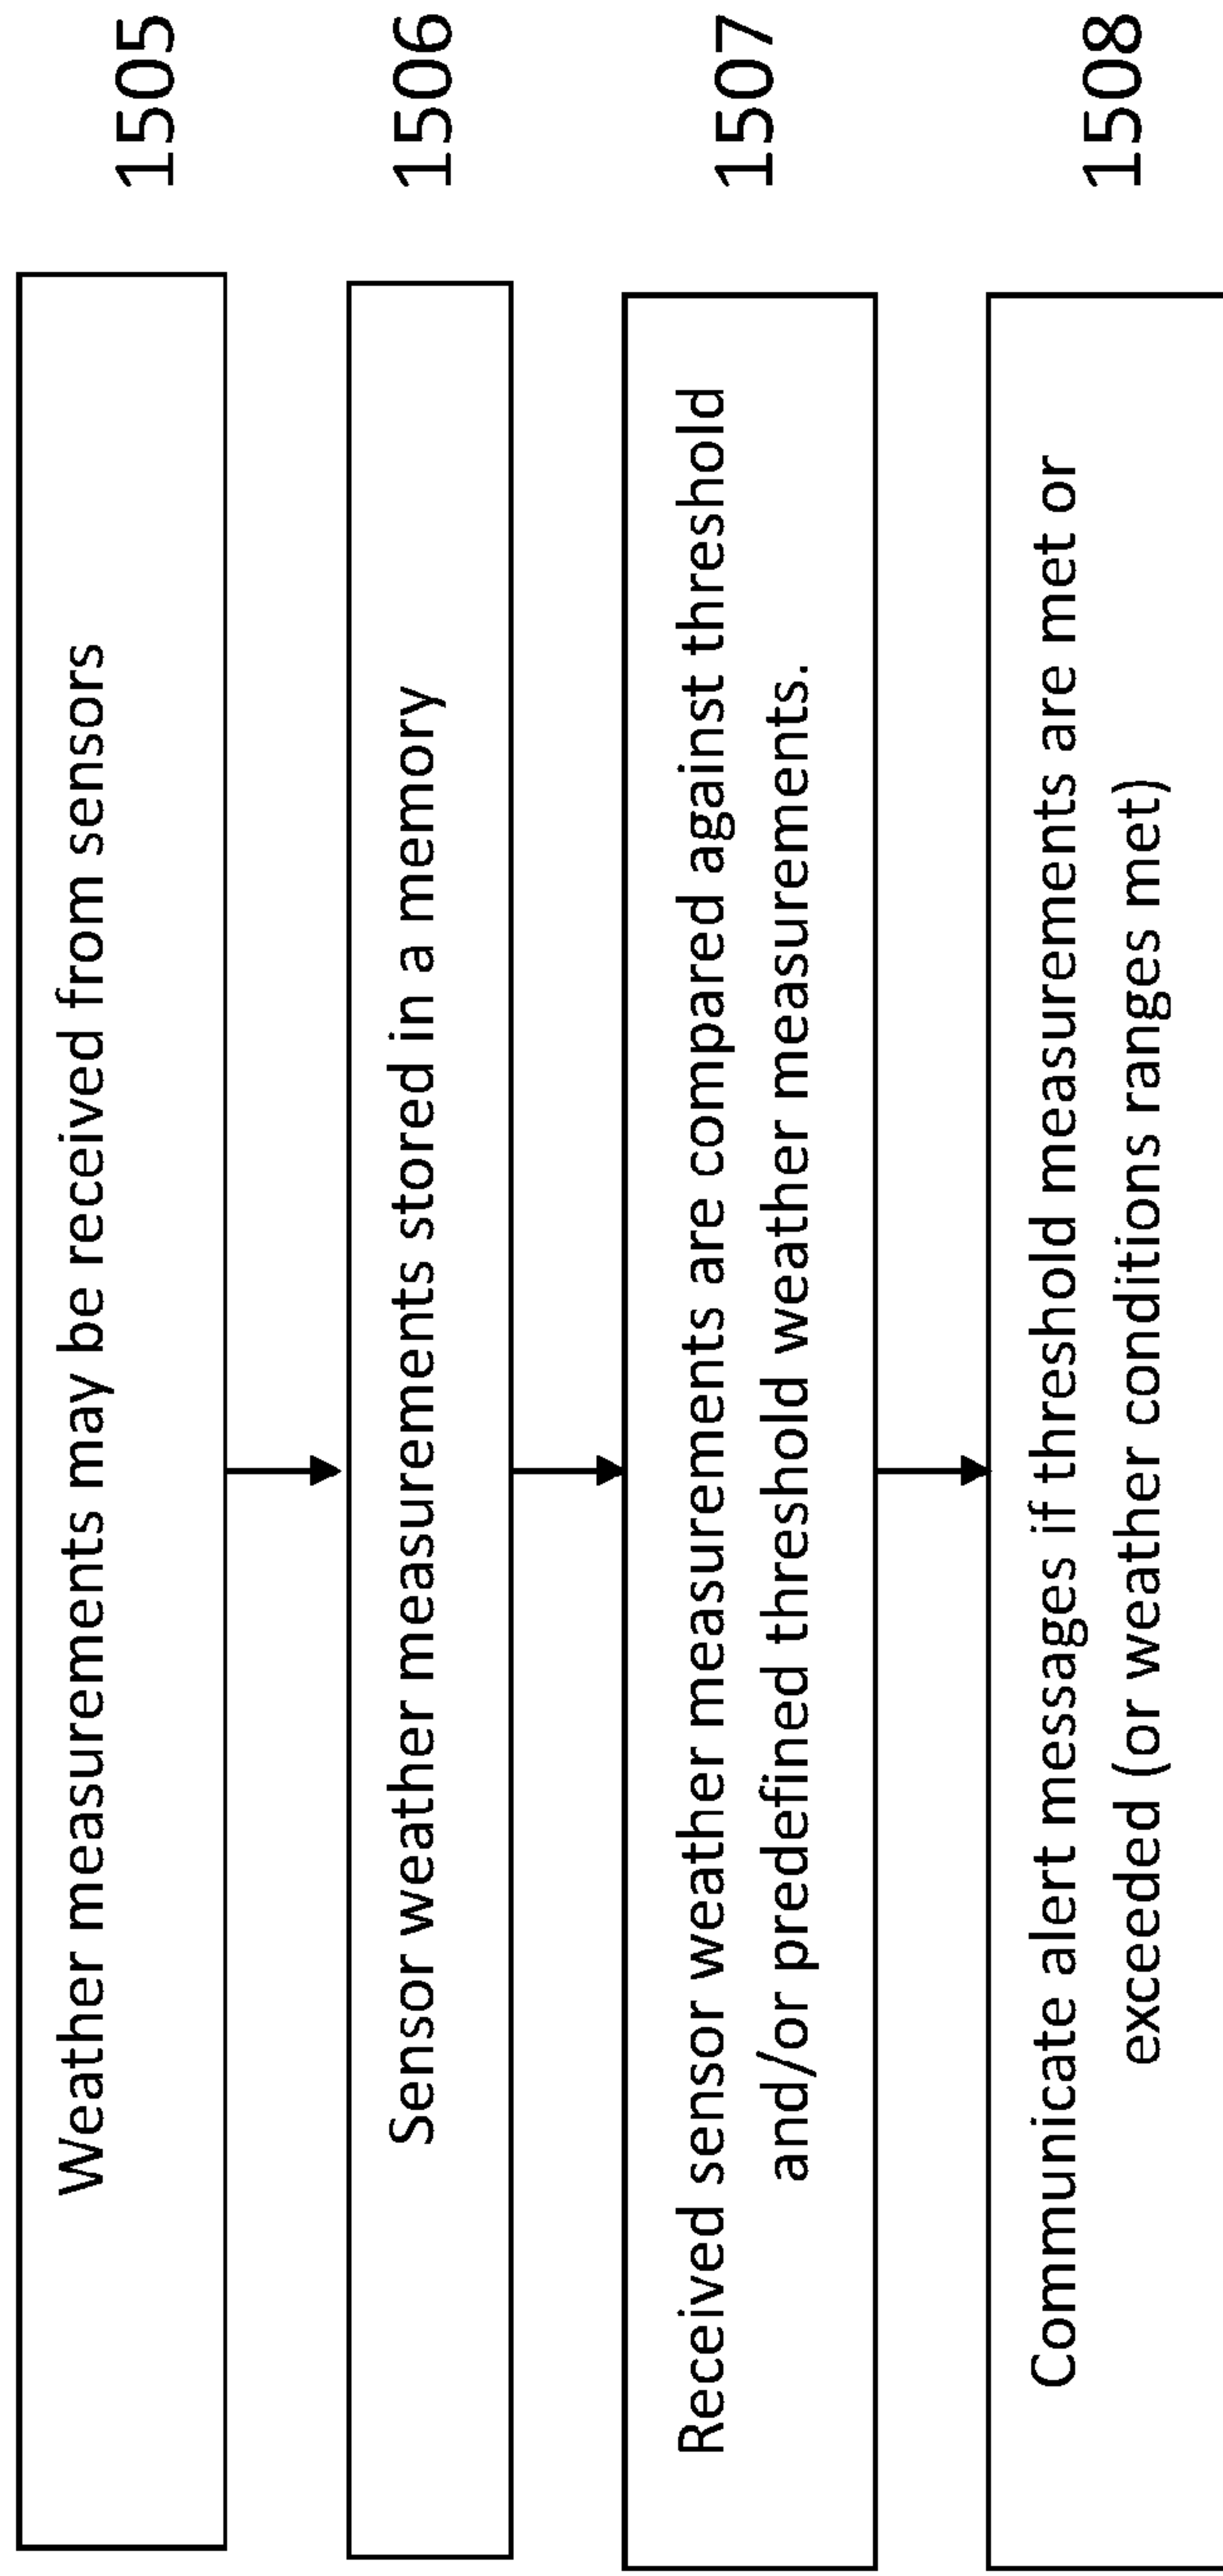 Weather measurements may be received from sensors
1505
Sensor weather measurements stored in a memory
1506
Received sensor weather measurements are compared against threshold
and/or predefined threshold weather measurements.
1507
Communicate alert messages if threshold measurements are met or
exceeded (or weather conditions ranges met)
1508